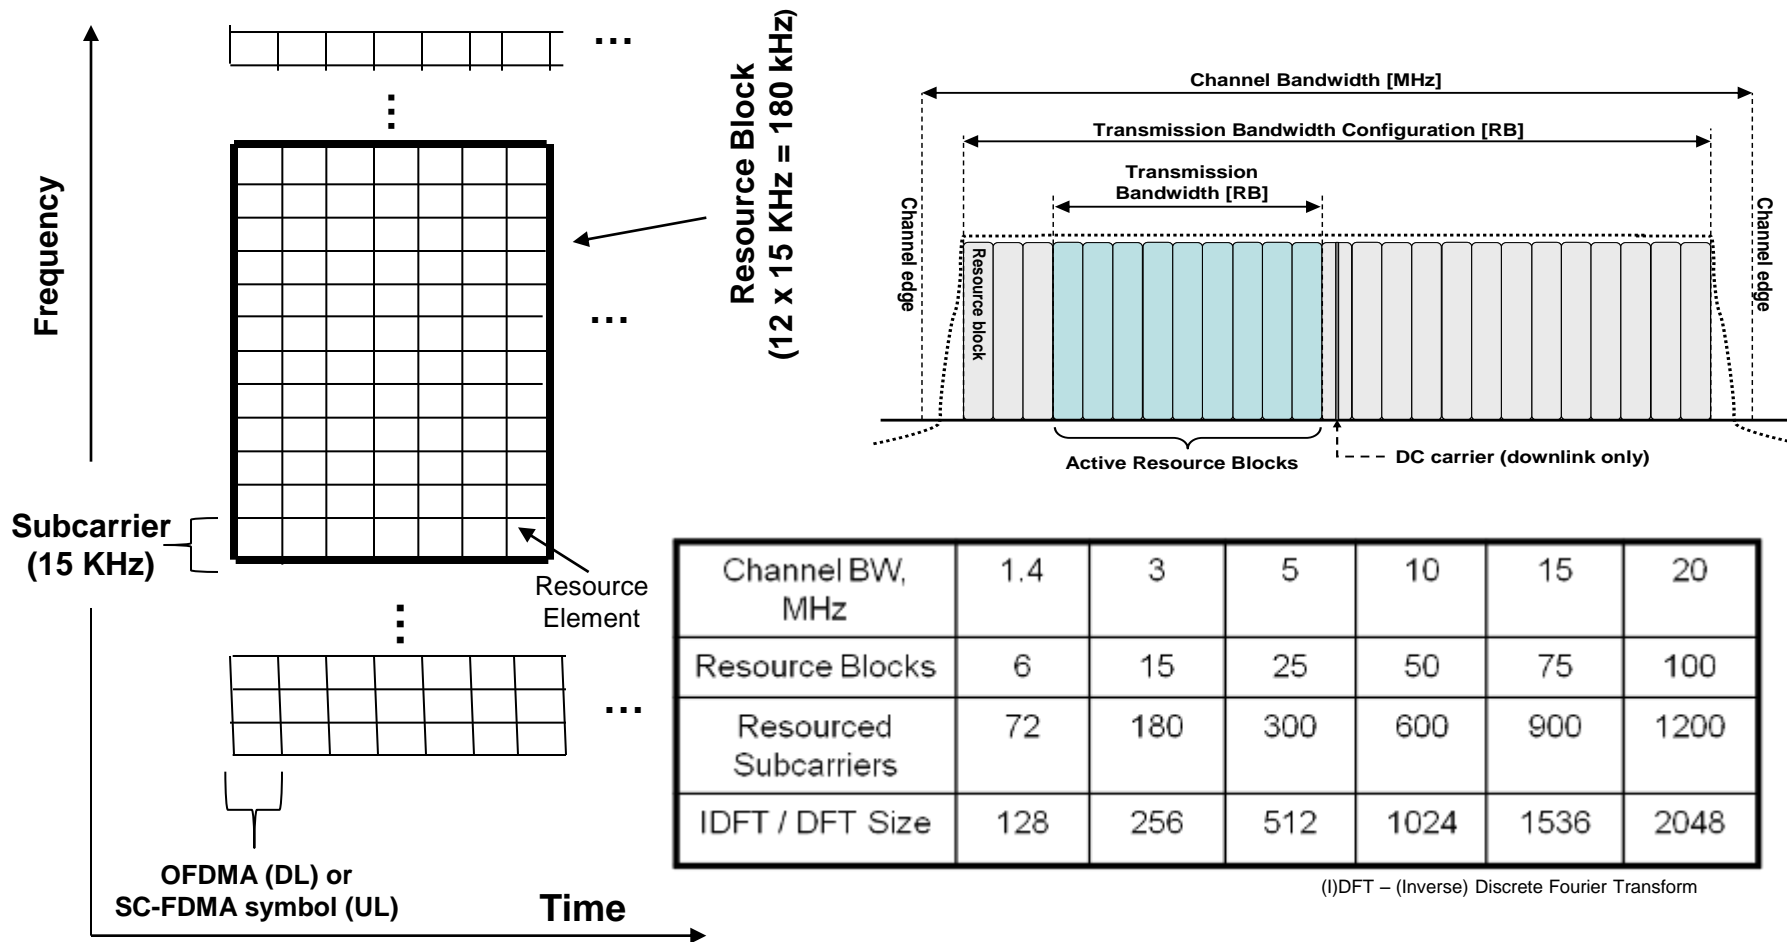 Frequency
Subcarrier
(15 KHz)
...
...
...
...
...
Resource Block
(12 x 15 KHz = 180 kHz)
Resource
Element
OFDMA (DL) or
SC-FDMA symbol (UL)
Time
Channel Bandwidth [MHz]
Transmission Bandwidth Configuration [RB]
Transmission
Bandwidth [RB]
Channel edge
Resource block
Channel edge
Active Resource Blocks
DC carrier (downlink only)
Channel BW, MHz 1.4 3 5 10 15 20
Resource Blocks 6 15 25 50 75 100
Resourced Subcarriers 72 180 300 600 900 1200
IDFT / DFT Size 128 256 512 1024 1536 2048
(I)DFT – (Inverse) Discrete Fourier Transform